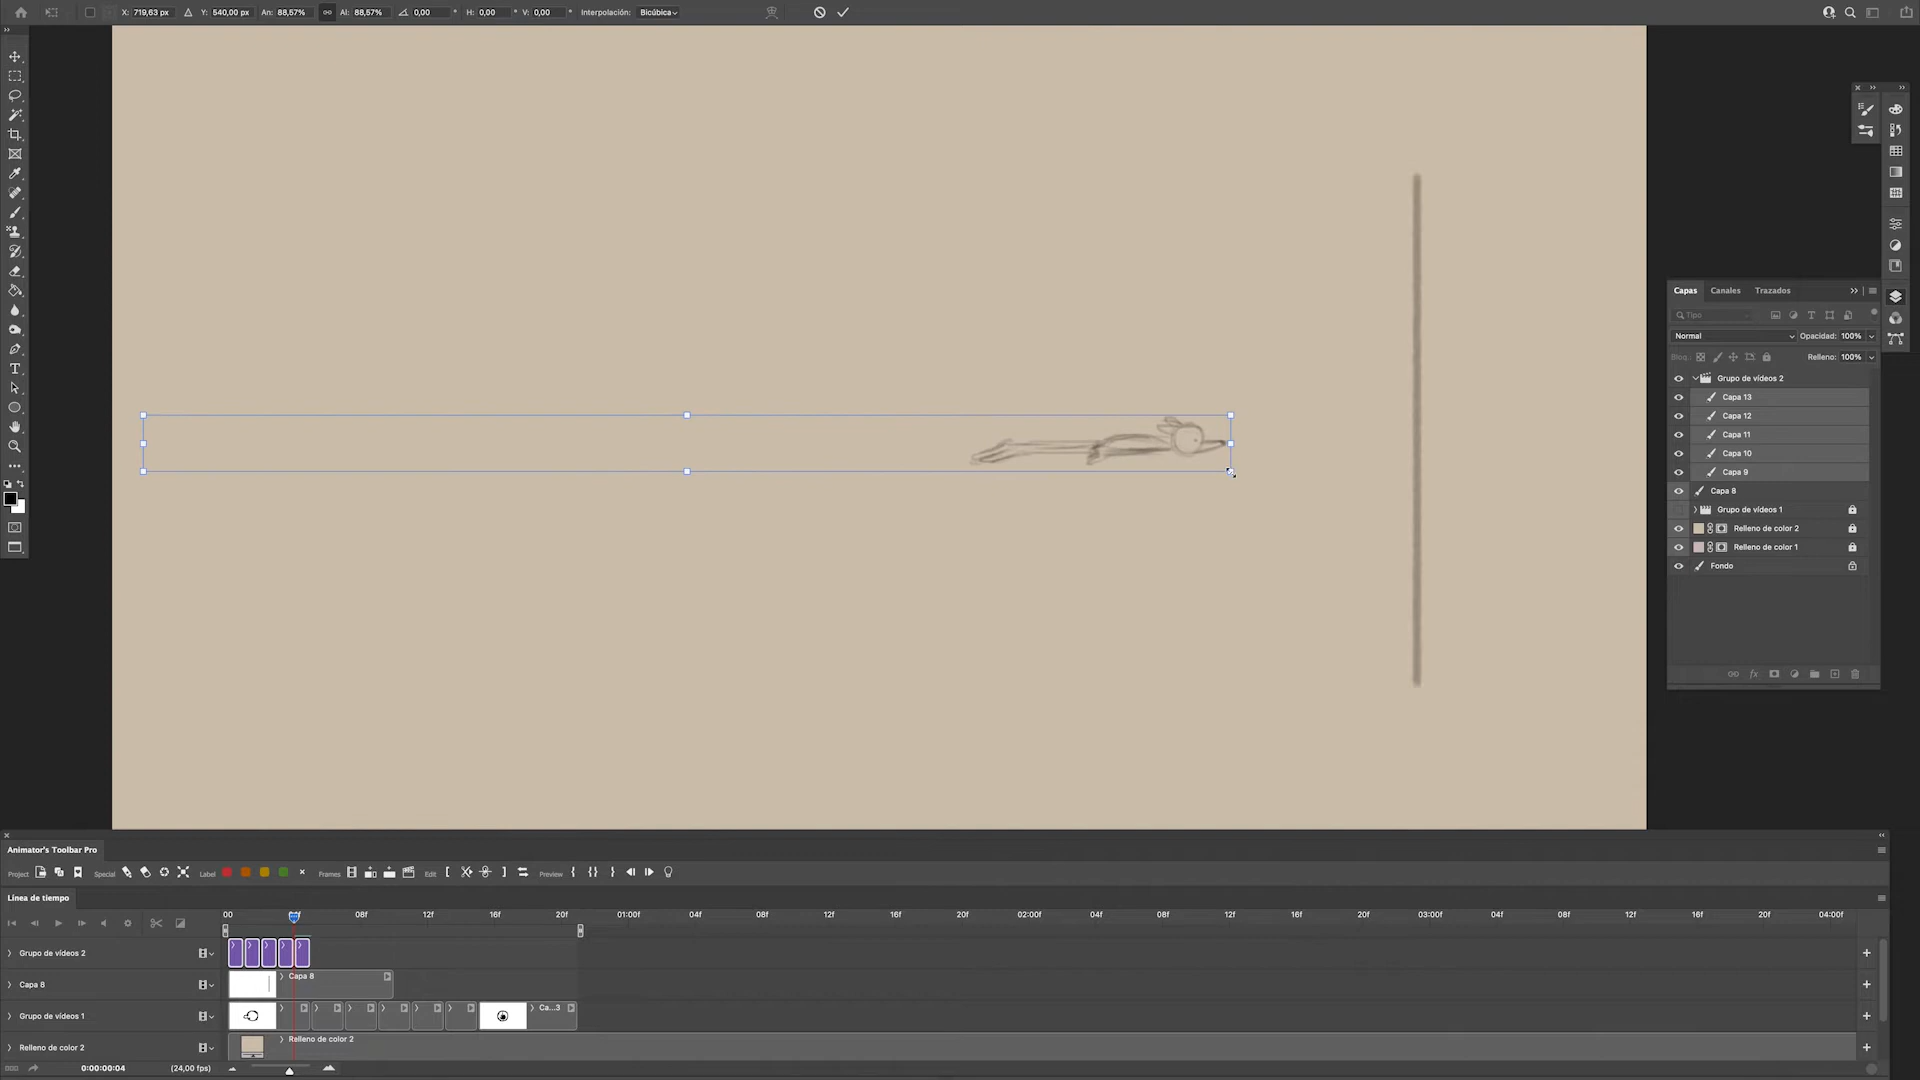 X: 719,63 px Y: 540,00 px An: 88,57% Al: 88,57% 0,00 ° H: 0,00 ° V: 0,00 ° Interpolación: Bicúbica
Capas Canales Trazados
Tipo
Normal Opacidad: 100%
Bloq.: Relleno: 100%
Grupo de vídeos 2
Capa 13
Capa 12
Capa 11
Capa 10
Capa 9
Capa 8
Grupo de vídeos 1
Relleno de color 2
Relleno de color 1
Fondo
Animator's Toolbar Pro
Project Special Label Frames Edit Preview
Línea de tiempo
00 04f 08f 12f 16f 20f 01:00f 04f 08f 12f 16f 20f 02:00f 04f 08f 12f 16f 20f 03:00f 04f 08f 12f 16f 20f 04:00f
Grupo de vídeos 2
Capa 8 Capa 8
Grupo de vídeos 1 Ca...3
Relleno de color 2 Relleno de color 2
0:00:00:04 (24,00 fps)